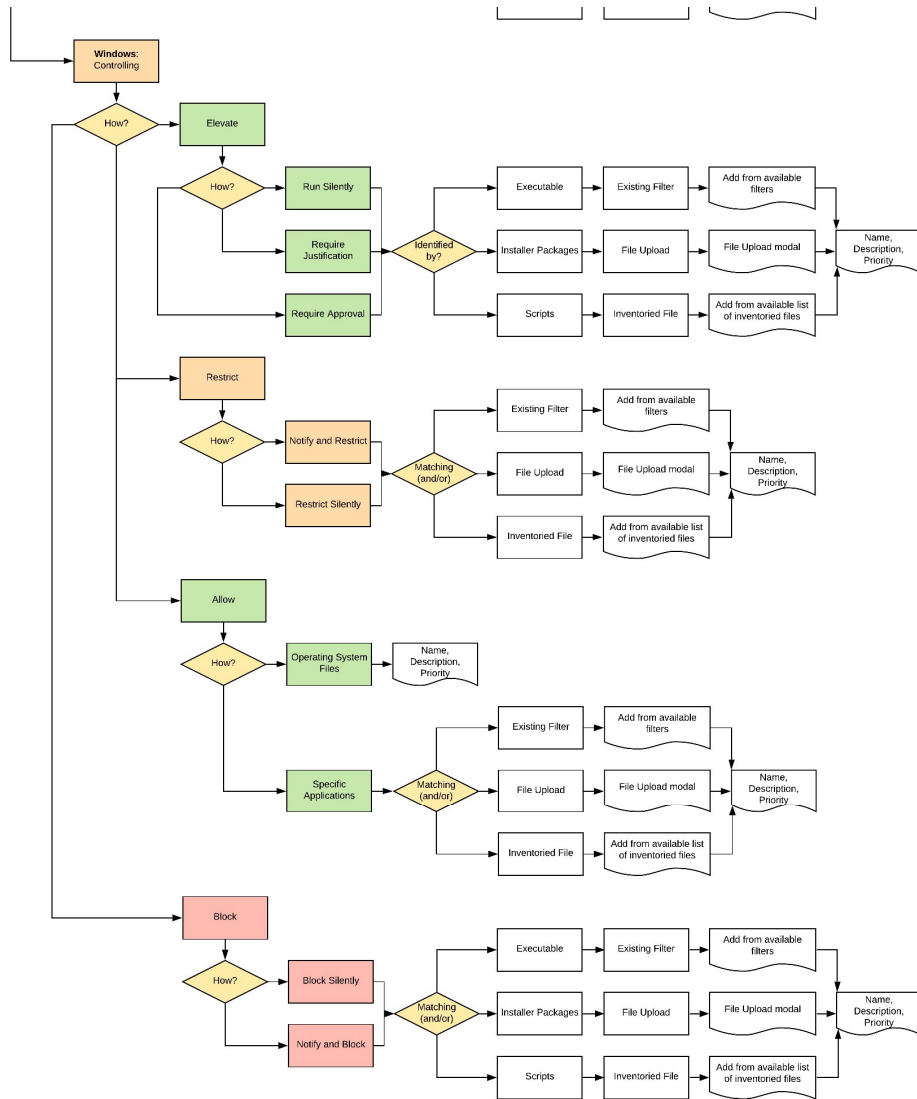 Windows:
Controlling
How?
Elevate
How?
Run Silently
Require
Justification
Require Approval
Identified
by?
Executable
Existing Filter
Add from available
filters
Installer Packages
File Upload
File Upload modal
Scripts
Inventoried File
Add from available list
of inventoried files
Name,
Description,
Priority
Restrict
How?
Notify and Restrict
Restrict Silently
Matching
(and/or)
Existing Filter
Add from available
filters
File Upload
File Upload modal
Inventoried File
Add from available list
of inventoried files
Name,
Description,
Priority
Allow
How?
Operating System
Files
Name,
Description,
Priority
Specific
Applications
Matching
(and/or)
Existing Filter
Add from available
filters
File Upload
File Upload modal
Inventoried File
Add from available list
of inventoried files
Name,
Description,
Priority
Block
How?
Block Silently
Notify and Block
Matching
(and/or)
Executable
Existing Filter
Add from available
filters
Installer Packages
File Upload
File Upload modal
Scripts
Inventoried File
Add from available list
of inventoried files
Name,
Description,
Priority